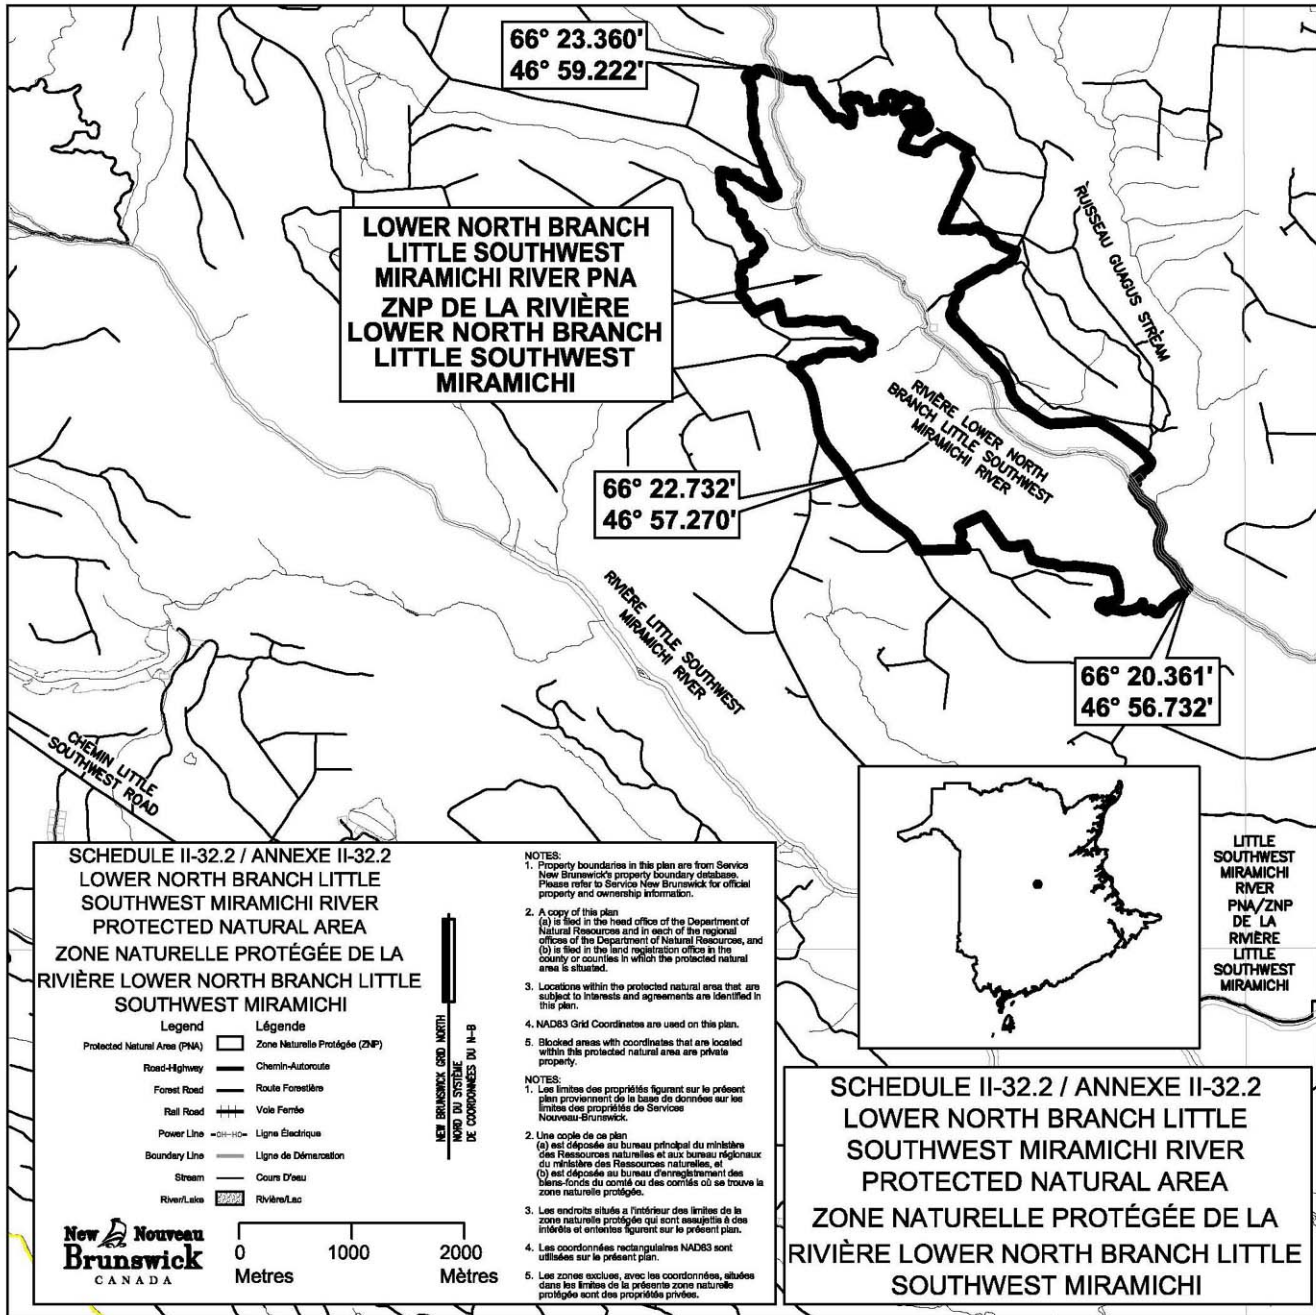 66° 23.360'
46° 59.222'
LOWER NORTH BRANCH
LITTLE SOUTHWEST
MIRAMICHI RIVER PNA
ZNP DE LA RIVIÈRE
LOWER NORTH BRANCH
LITTLE SOUTHWEST
MIRAMICHI
RUISSEAU GUAGUS STREAM
RIVIÈRE LOWER NORTH
BRANCH LITTLE SOUTHWEST
MIRAMICHI RIVER
66° 22.732'
46° 57.270'
RIVIÈRE LITTLE SOUTHWEST
MIRAMICHI RIVER
66° 20.361'
46° 56.732'
CHEMIN LITTLE
SOUTHWEST ROAD
LITTLE
SOUTHWEST
MIRAMICHI
RIVER
PNA/ZNP
DE LA
RIVIÈRE
LITTLE
SOUTHWEST
MIRAMICHI
SCHEDULE II-32.2 / ANNEXE II-32.2
LOWER NORTH BRANCH LITTLE
SOUTHWEST MIRAMICHI RIVER
PROTECTED NATURAL AREA
ZONE NATURELLE PROTÉGÉE DE LA
RIVIÈRE LOWER NORTH BRANCH LITTLE
SOUTHWEST MIRAMICHI
Legend Légende
Protected Natural Area (PNA) Zone Naturelle Protégée (ZNP)
Road-Highway Chemin-Autoroute
Forest Road Route Forestière
Rail Road Voie Ferrée
Power Line -OH-HO- Ligne Électrique
Boundary Line Ligne de Démarcation
Stream Cours D'eau
River/Lake Rivière/Lac
New Nouveau
Brunswick
CANADA
0 1000 2000
Metres Mètres
NEW BRUNSWICK GRID NORTH
NORD DU SYSTÈME
DE COORDONNÉES DU N-B
NOTES:
1. Property boundaries in this plan are from Service
New Brunswick's property boundary database.
Please refer to Service New Brunswick for official
property and ownership information.
2. A copy of this plan
(a) is filed in the head office of the Department of
Natural Resources and in each of the regional
offices of the Department of Natural Resources, and
(b) is filed in the land registration office in the
county or counties in which the protected natural
area is situated.
3. Locations within the protected natural area that are
subject to interests and agreements are identified in
this plan.
4. NAD83 Grid Coordinates are used on this plan.
5. Blocked areas with coordinates that are located
within this protected natural area are private
property.
NOTES:
1. Les limites des propriétés figurant sur le présent
plan proviennent de la base de données sur les
limites des propriétés de Services
Nouveau-Brunswick.
2. Une copie de ce plan
(a) est déposée au bureau principal du ministère
des Ressources naturelles et aux bureau régionaux
du ministère des Ressources naturelles, et
(b) est déposée au bureau d'enregistrement des
biens-fonds du comté ou des comtés où se trouve la
zone naturelle protégée.
3. Les endroits situés a l'intérieur des limites de la
zone naturelle protégée qui sont assujettis à des
intérêts et ententes figurent sur le présent plan.
4. Les coordonnées rectangulaires NAD83 sont
utilisées sur le présent plan.
5. Les zones exclues, avec les coordonnées, situées
dans les limites de la présente zone naturelle
protégée sont des propriétés privées.
SCHEDULE II-32.2 / ANNEXE II-32.2
LOWER NORTH BRANCH LITTLE
SOUTHWEST MIRAMICHI RIVER
PROTECTED NATURAL AREA
ZONE NATURELLE PROTÉGÉE DE LA
RIVIÈRE LOWER NORTH BRANCH LITTLE
SOUTHWEST MIRAMICHI